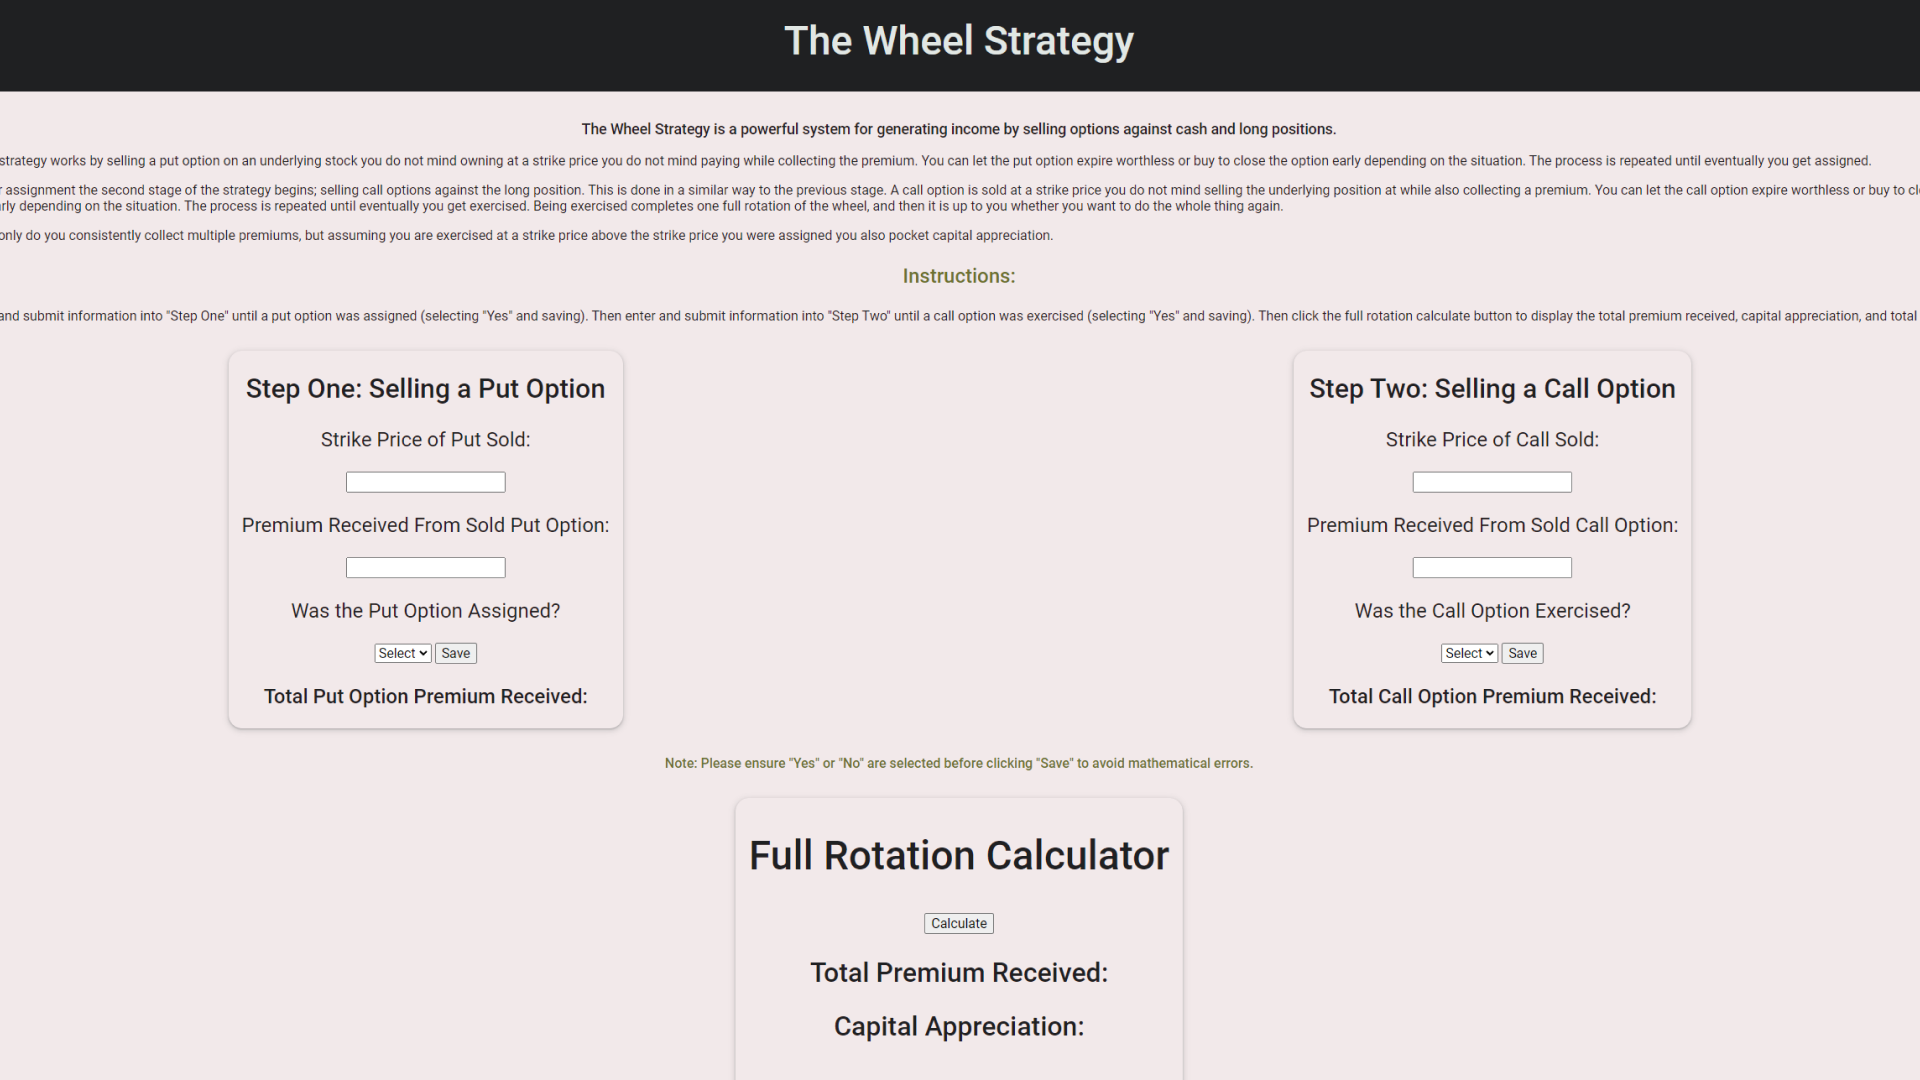 The Wheel Strategy
The Wheel Strategy is a powerful system for generating income by selling options against cash and long positions.
strategy works by selling a put option on an underlying stock you do not mind owning at a strike price you do not mind paying while collecting the premium. You can let the put option expire worthless or buy to close the option early depending on the situation. The process is repeated until eventually you get assigned.
assignment the second stage of the strategy begins; selling call options against the long position. This is done in a similar way to the previous stage. A call option is sold at a strike price you do not mind selling the underlying position at while also collecting a premium. You can let the call option expire worthless or buy to
depending on the situation. The process is repeated until eventually you get exercised. Being exercised completes one full rotation of the wheel, and then it is up to you whether you want to do the whole thing again.
only do you consistently collect multiple premiums, but assuming you are exercised at a strike price above the strike price you were assigned you also pocket capital appreciation.
Instructions:
and submit information into "Step One" until a put option was assigned (selecting "Yes" and saving). Then enter and submit information into "Step Two" until a call option was exercised (selecting "Yes" and saving). Then click the full rotation calculate button to display the total premium received, capital appreciation, and total
Step One: Selling a Put Option
Strike Price of Put Sold:
Premium Received From Sold Put Option:
Was the Put Option Assigned?
Select Save
Total Put Option Premium Received:
Step Two: Selling a Call Option
Strike Price of Call Sold:
Premium Received From Sold Call Option:
Was the Call Option Exercised?
Select Save
Total Call Option Premium Received:
Note: Please ensure "Yes" or "No" are selected before clicking "Save" to avoid mathematical errors.
Full Rotation Calculator
Calculate
Total Premium Received:
Capital Appreciation: